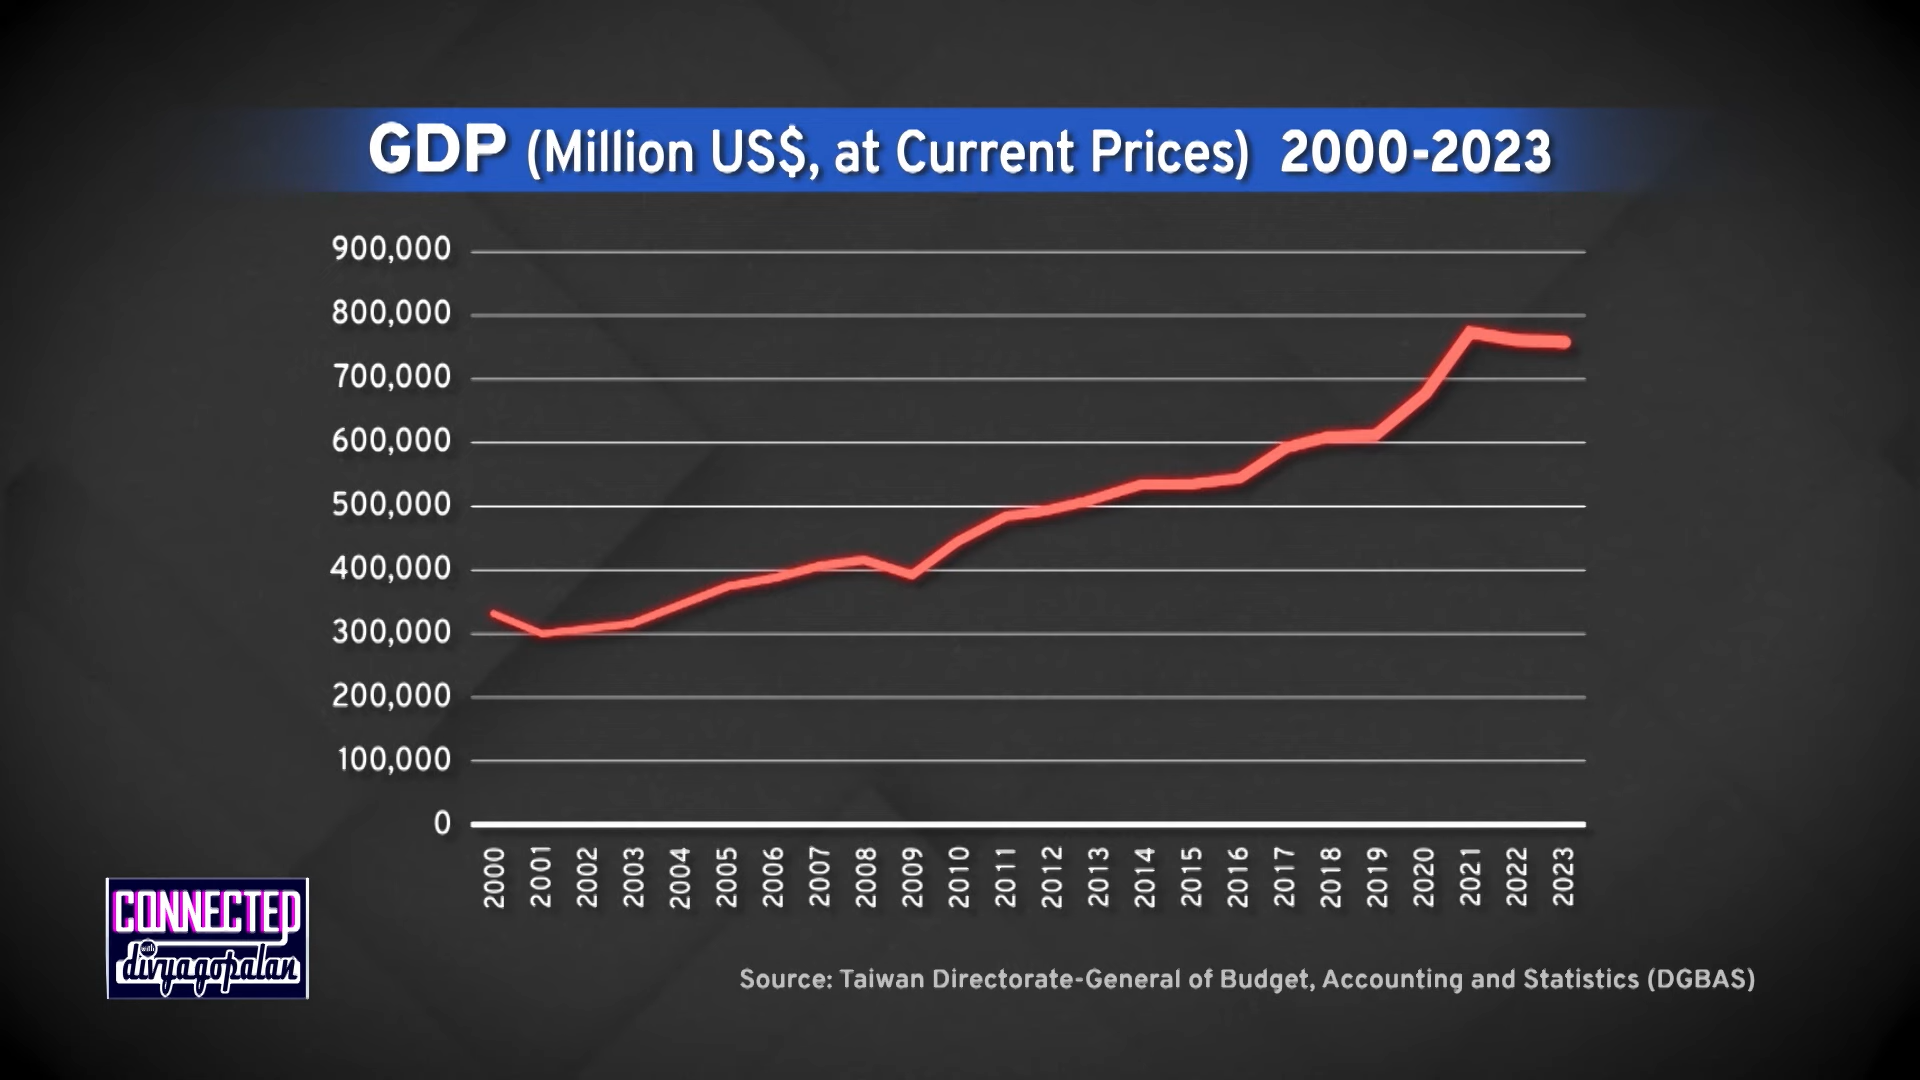 GDP (Million US$, at Current Prices) 2000-2023
900,000
800,000
700,000
600,000
500,000
400,000
300,000
200,000
100,000
0
2000 2001 2002 2003 2004 2005 2006 2007 2008 2009 2010 2011 2012 2013 2014 2015 2016 2017 2018 2019 2020 2021 2022 2023
CONNECTED
with
divyagopalan
Source: Taiwan Directorate-General of Budget, Accounting and Statistics (DGBAS)